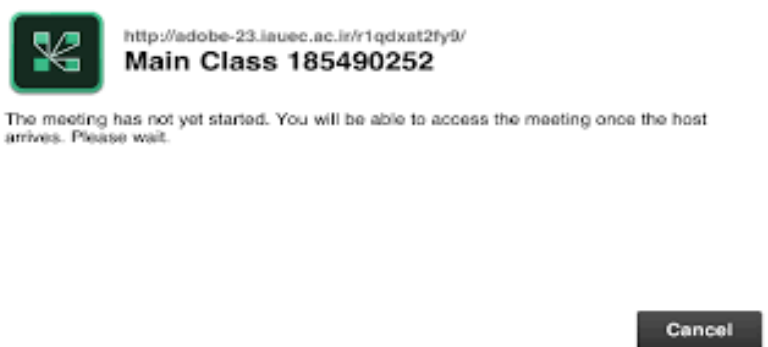 http://adobe-23.iauec.ac.ir/r1qdxat2fy9/
Main Class 185490252
The meeting has not yet started. You will be able to access the meeting once the host
arrives. Please wait.
Cancel